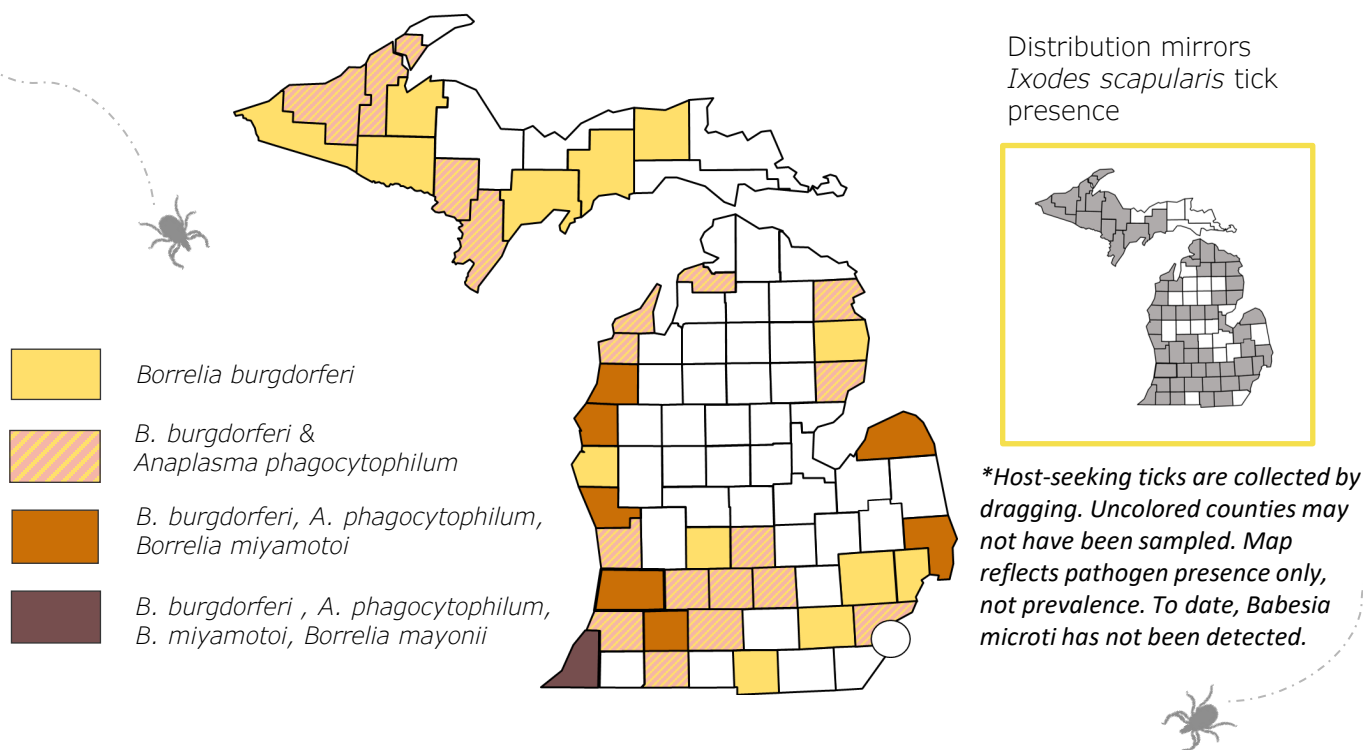 Distribution mirrors
Ixodes scapularis tick
presence
Borrelia burgdorferi
B. burgdorferi &
Anaplasma phagocytophilum
B. burgdorferi, A. phagocytophilum,
Borrelia miyamotoi
B. burgdorferi , A. phagocytophilum,
B. miyamotoi, Borrelia mayonii
*Host-seeking ticks are collected by
dragging. Uncolored counties may
not have been sampled. Map
reflects pathogen presence only,
not prevalence. To date, Babesia
microti has not been detected.